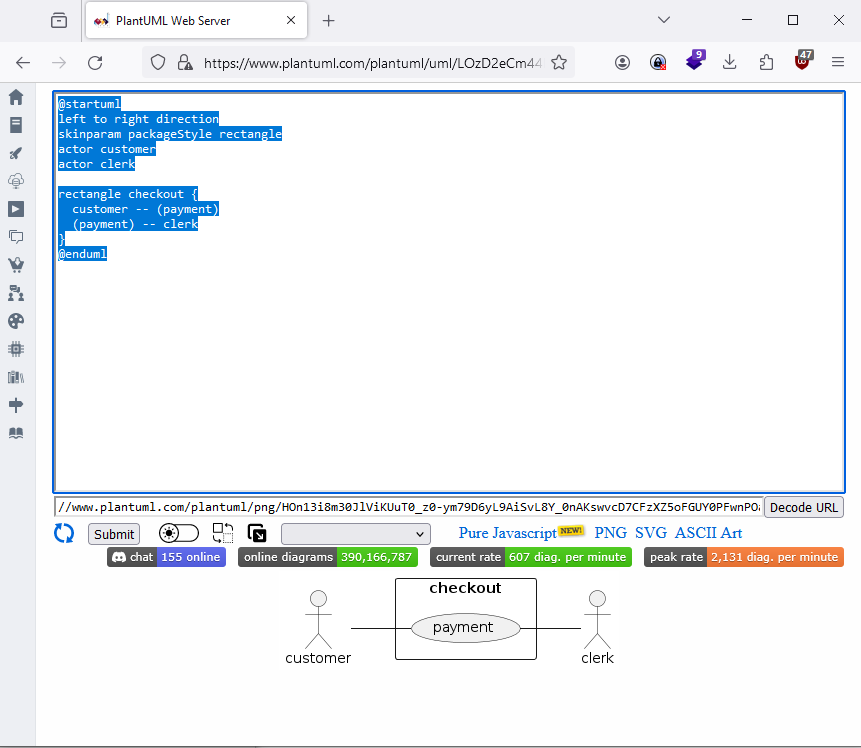 PlantUML Web Server
9
47
https://www.plantuml.com/plantuml/uml/LOzD2eCm44
@startuml
left to right direction
skinparam packageStyle rectangle
actor customer
actor clerk
rectangle checkout {
customer -- (payment)
(payment) -- clerk
}
@enduml
//www.plantuml.com/plantuml/png/HOn13i8m30JlViKUuT0_z0-ym79D6yL9AiSvL8Y_0nAKswvcD7CFzXZ5oFGUY0PFwnPO
Decode URL
Submit
Pure Javascript NEW! PNG SVG ASCII Art
chat 155 online
online diagrams 390,166,787
current rate 607 diag. per minute
peak rate 2,131 diag. per minute
checkout
payment
customer
clerk